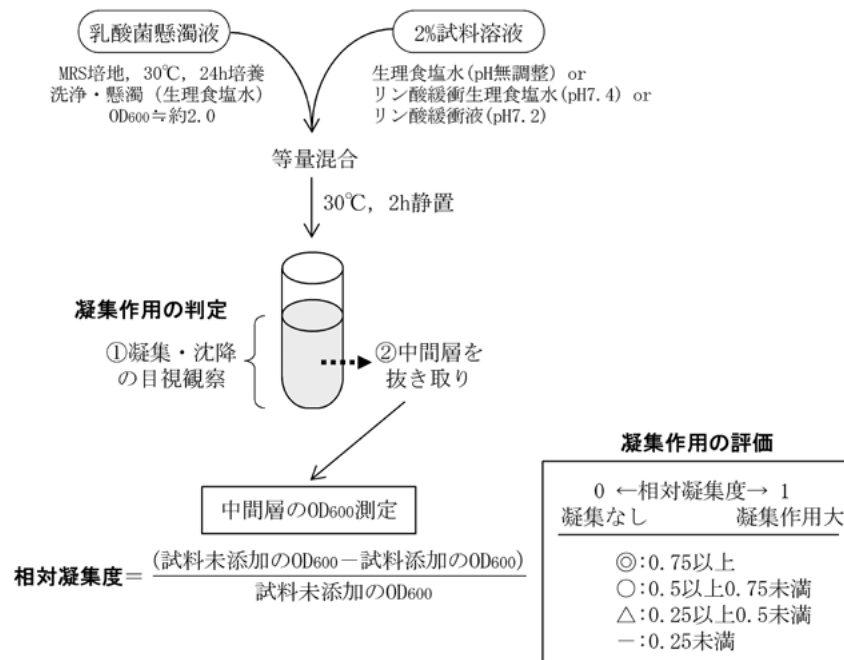 乳酸菌懸濁液
MRS培地, 30℃, 24h培養
洗浄・懸濁（生理食塩水）
OD600≒約2.0
2%試料溶液
生理食塩水(pH無調整) or
リン酸緩衝生理食塩水(pH7.4) or
リン酸緩衝液(pH7.2)
等量混合
30℃, 2h静置
凝集作用の判定
①凝集・沈降
の目視観察
②中間層を
抜き取り
中間層のOD600測定
相対凝集度＝
(試料未添加のOD600－試料添加のOD600)
試料未添加のOD600
凝集作用の評価
0 ←相対凝集度→ 1
凝集なし 凝集作用大
◎:0.75以上
○:0.5以上0.75未満
△:0.25以上0.5未満
－:0.25未満